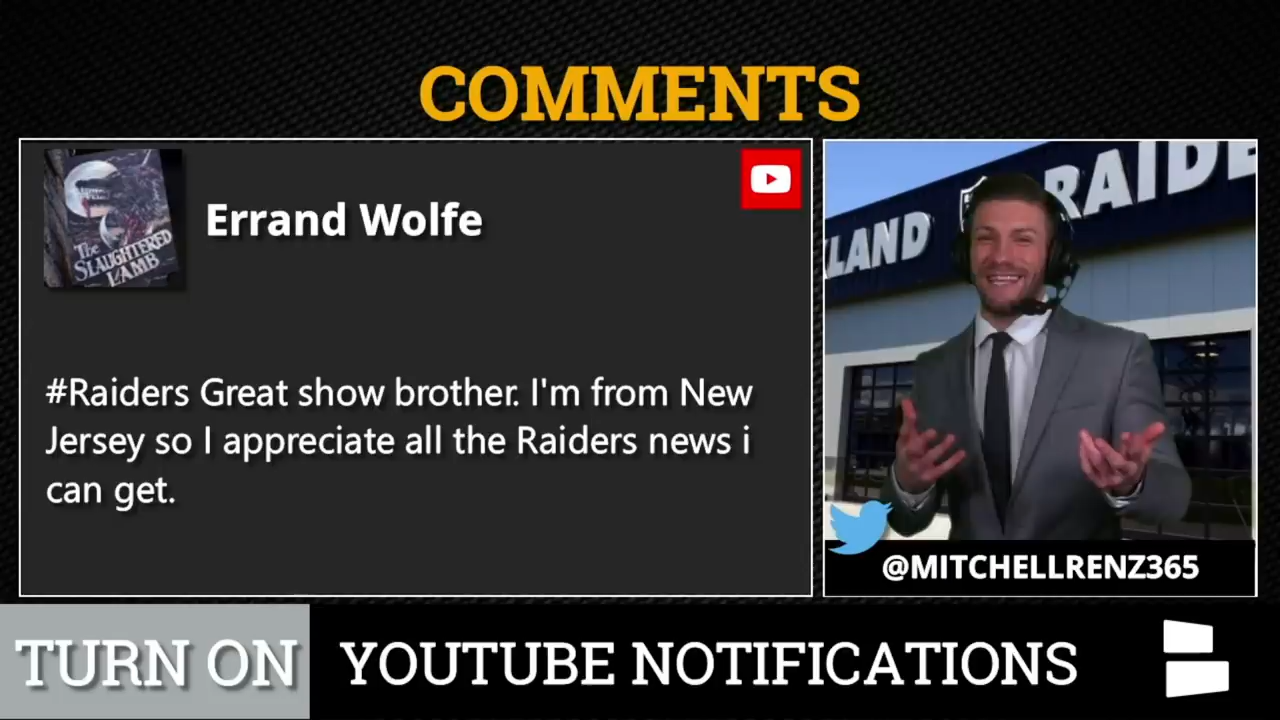 COMMENTS
The
SLAUGHTERED
LAMB
Errand Wolfe
#Raiders Great show brother. I'm from New
Jersey so I appreciate all the Raiders news i
can get.
KLAND RAIDE
@MITCHELLRENZ365
TURN ON YOUTUBE NOTIFICATIONS